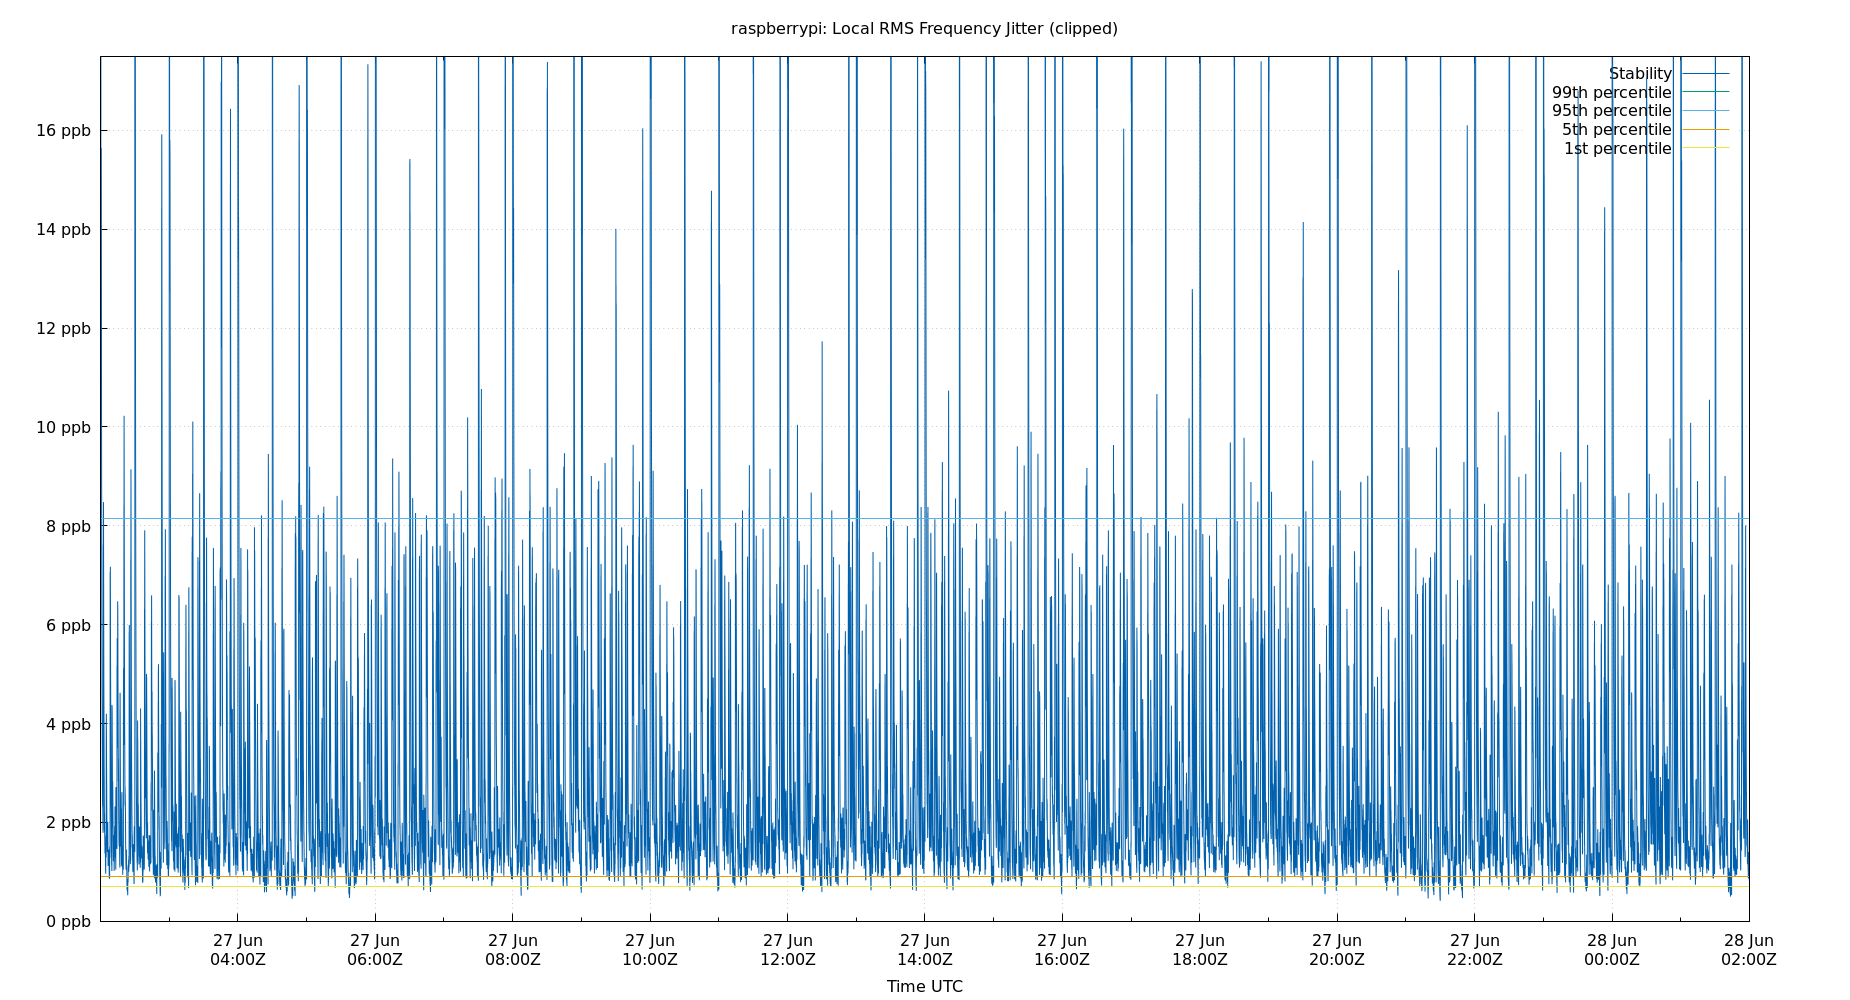 raspberrypi: Local RMS Frequency Jitter (clipped)
Stability
99th percentile
95th percentile
5th percentile
1st percentile
16 ppb
14 ppb
12 ppb
10 ppb
8 ppb
6 ppb
4 ppb
2 ppb
0 ppb
27 Jun 27 Jun 27 Jun 27 Jun 27 Jun 27 Jun 27 Jun 27 Jun 27 Jun 27 Jun 28 Jun 28 Jun
04:00Z 06:00Z 08:00Z 10:00Z 12:00Z 14:00Z 16:00Z 18:00Z 20:00Z 22:00Z 00:00Z 02:00Z
Time UTC